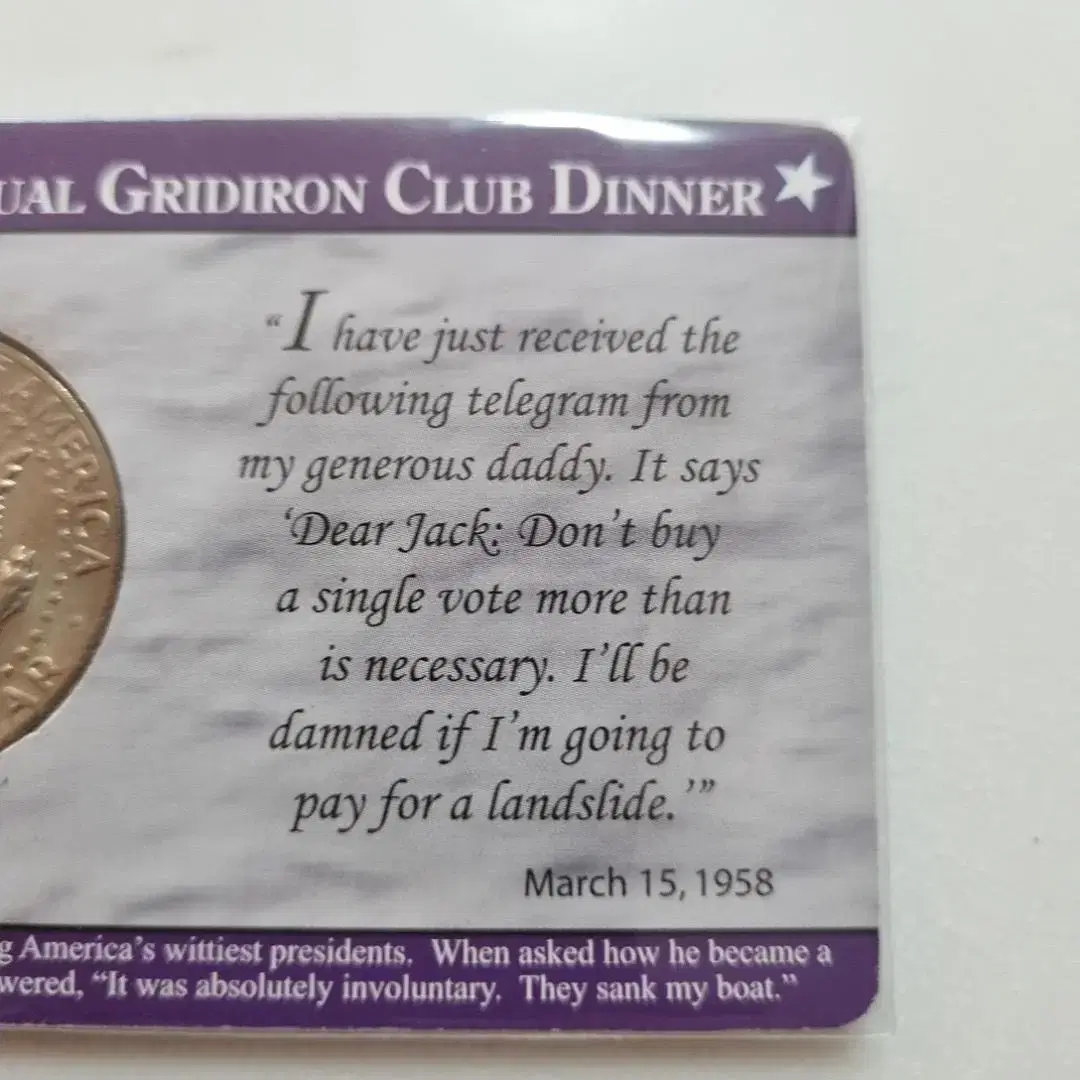 UAL GRIDIRON CLUB DINNER
“I have just received the
following telegram from
my generous daddy. It says
‘Dear Jack: Don’t buy
a single vote more than
is necessary. I’ll be
damned if I’m going to
pay for a landslide.’”
March 15, 1958
AMERICA
g America’s wittiest presidents. When asked how he became a
wered, “It was absolutely involuntary. They sank my boat.”